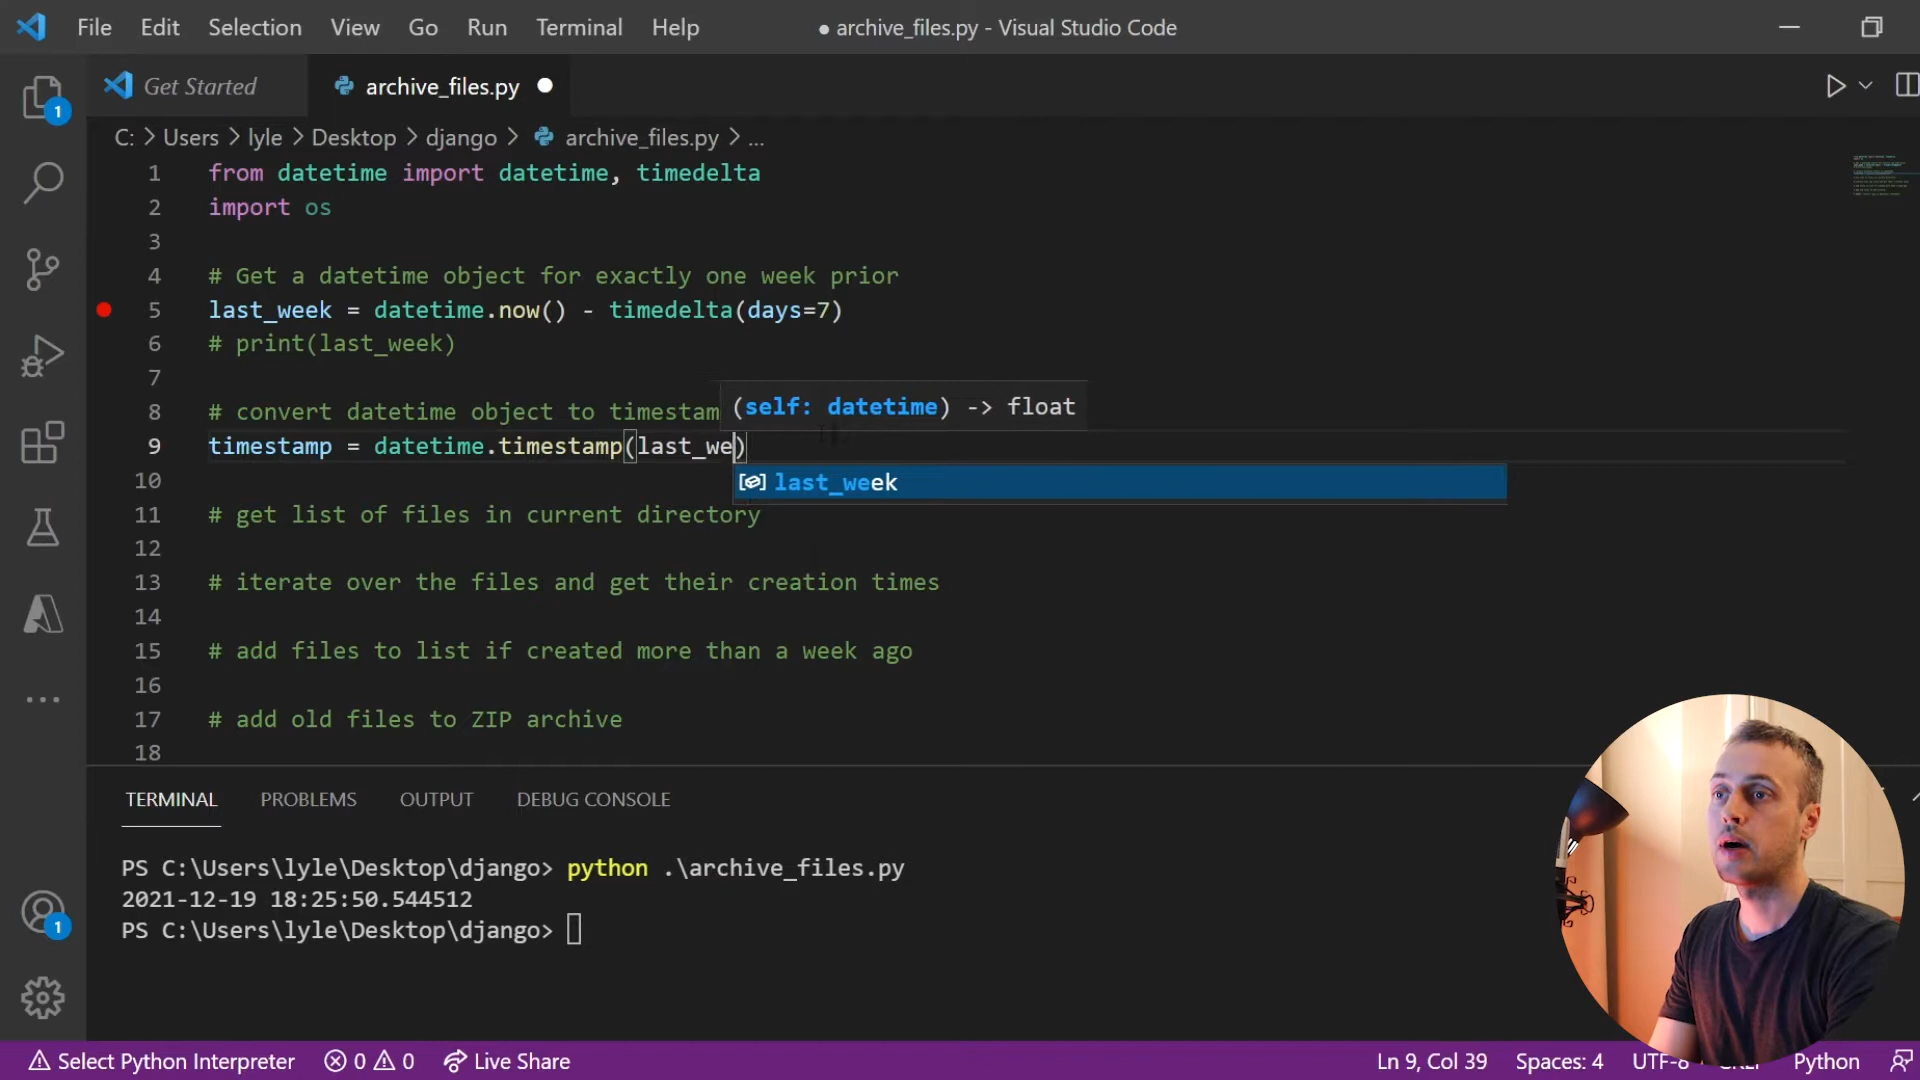 File Edit Selection View Go Run Terminal Help ● archive_files.py - Visual Studio Code
Get Started archive_files.py
C: > Users > lyle > Desktop > django > archive_files.py > ...
1 from datetime import datetime, timedelta
2 import os
3
4 # Get a datetime object for exactly one week prior
5 last_week = datetime.now() - timedelta(days=7)
6 # print(last_week)
7
8 # convert datetime object to timestam
(self: datetime) -> float
9 timestamp = datetime.timestamp(last_we)
last_week
10
11 # get list of files in current directory
12
13 # iterate over the files and get their creation times
14
15 # add files to list if created more than a week ago
16
17 # add old files to ZIP archive
18
1
1
TERMINAL PROBLEMS OUTPUT DEBUG CONSOLE
PS C:\Users\lyle\Desktop\django> python .\archive_files.py
2021-12-19 18:25:50.544512
PS C:\Users\lyle\Desktop\django>
Select Python Interpreter 0 0 Live Share Ln 9, Col 39 Spaces: 4 UTF-8 Python